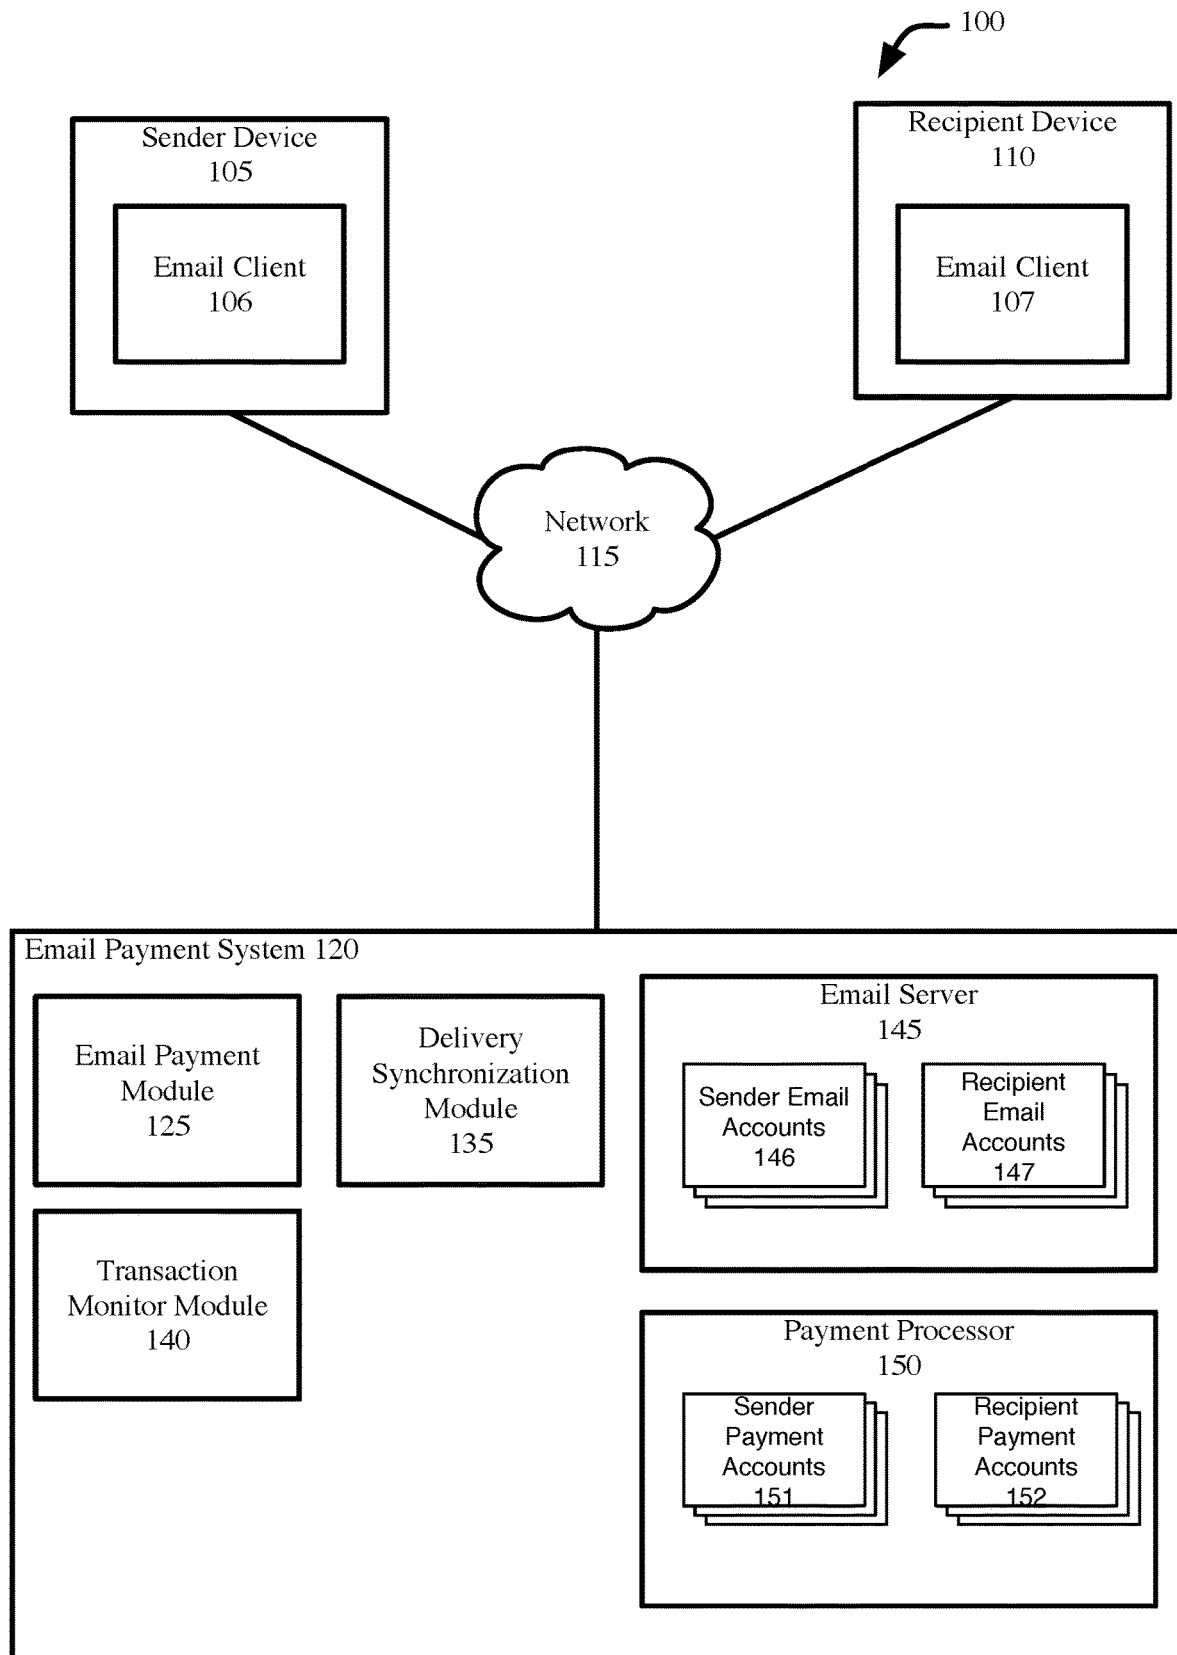 100
Sender Device
105
Email Client
106
Recipient Device
110
Email Client
107
Network
115
Email Payment System 120
Email Payment
Module
125
Delivery
Synchronization
Module
135
Transaction
Monitor Module
140
Email Server
145
Sender Email
Accounts
146
Recipient
Email
Accounts
147
Payment Processor
150
Sender
Payment
Accounts
151
Recipient
Payment
Accounts
152